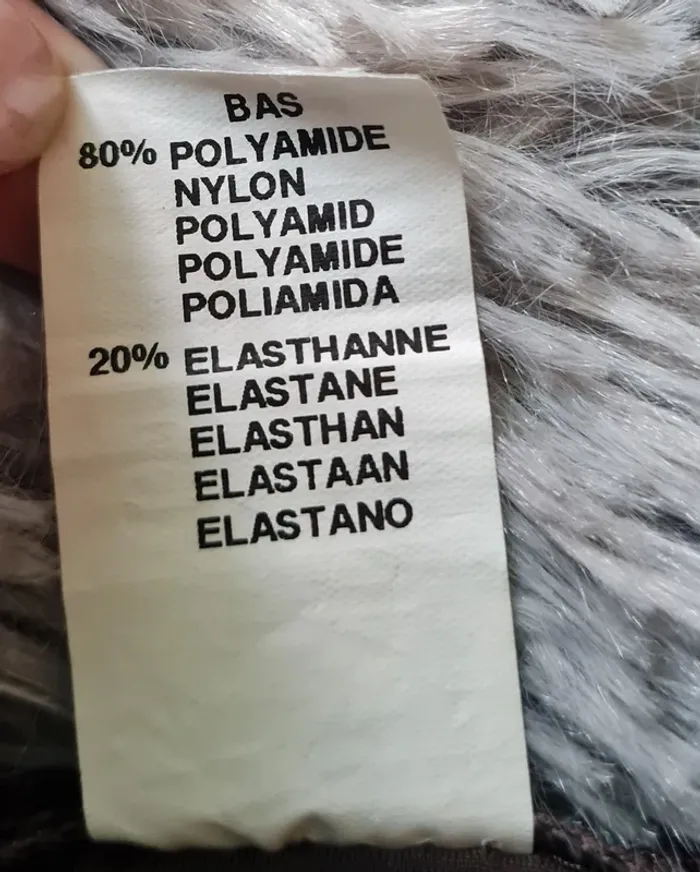 BAS
80% POLYAMIDE
NYLON
POLYAMID
POLYAMIDE
POLIAMIDA
20% ELASTHANNE
ELASTANE
ELASTHAN
ELASTAAN
ELASTANO